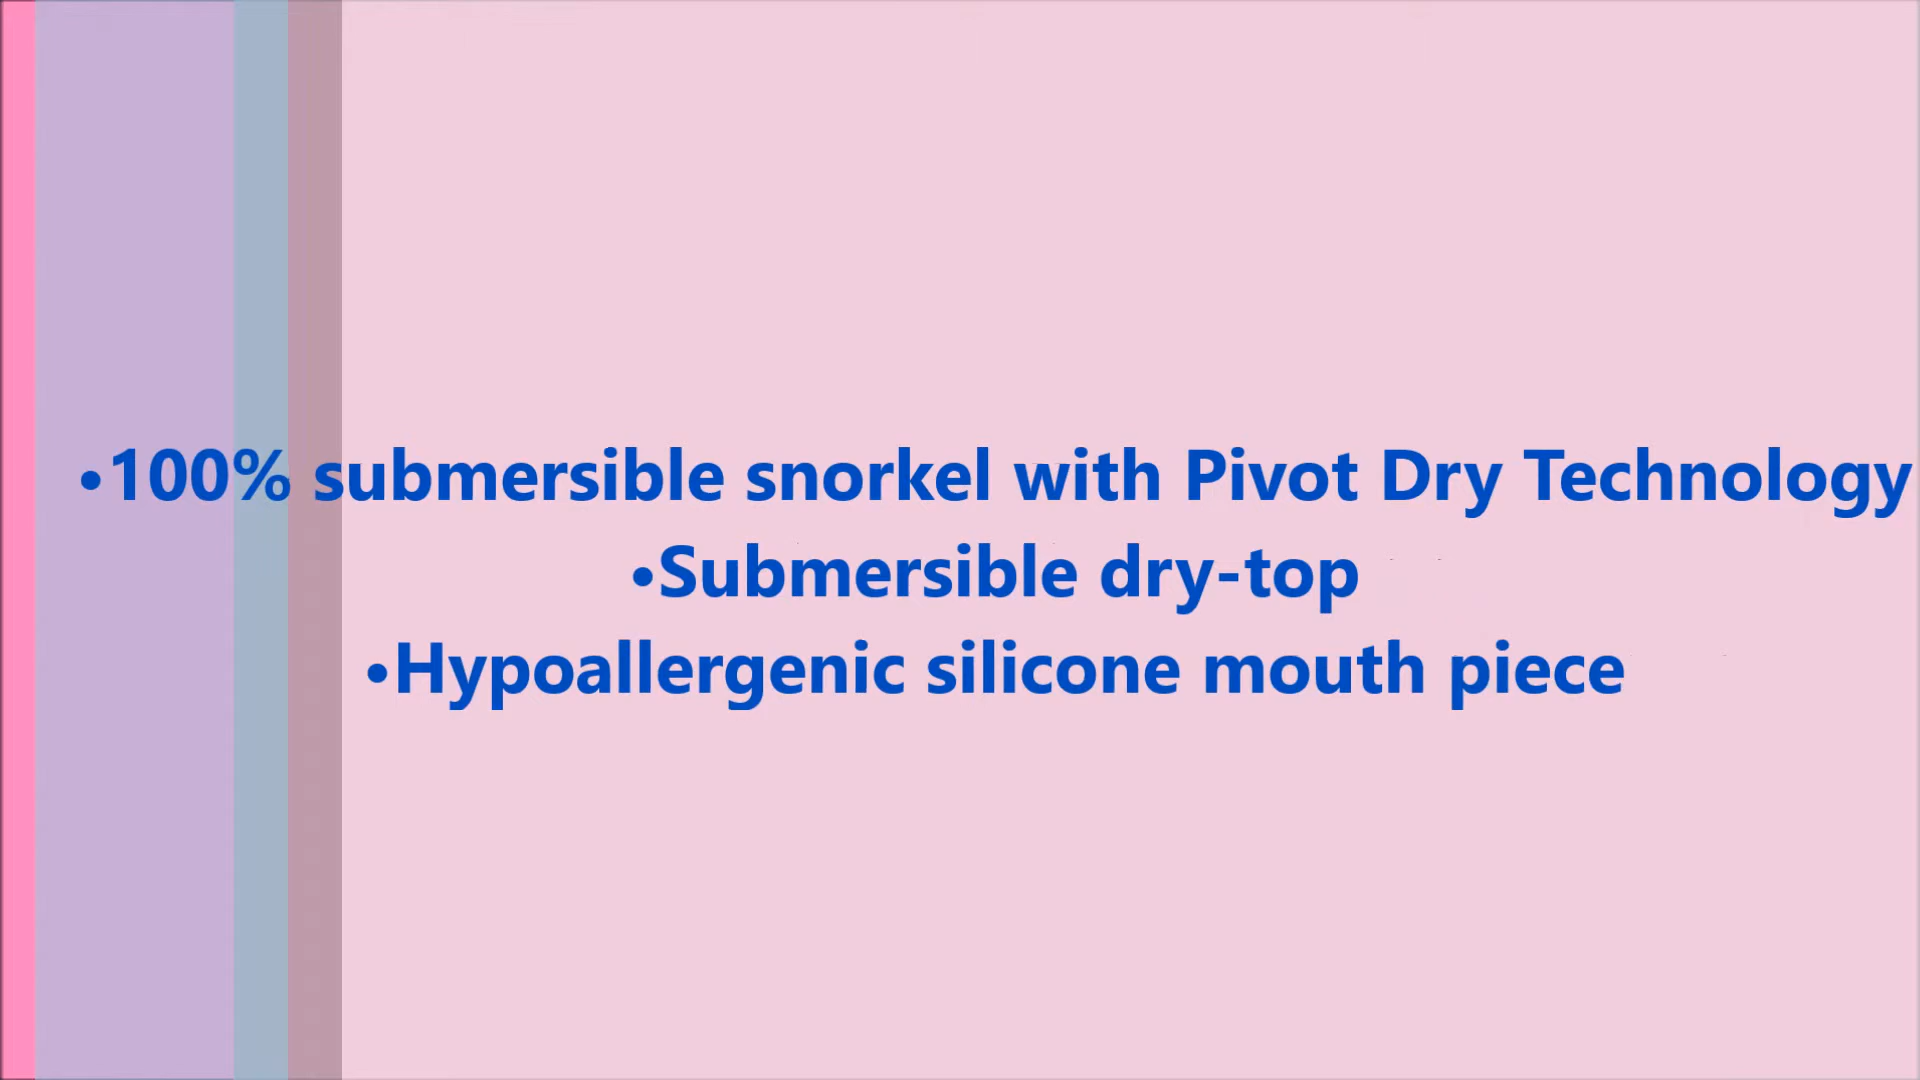 •100% submersible snorkel with Pivot Dry Technology
•Submersible dry-top
•Hypoallergenic silicone mouth piece